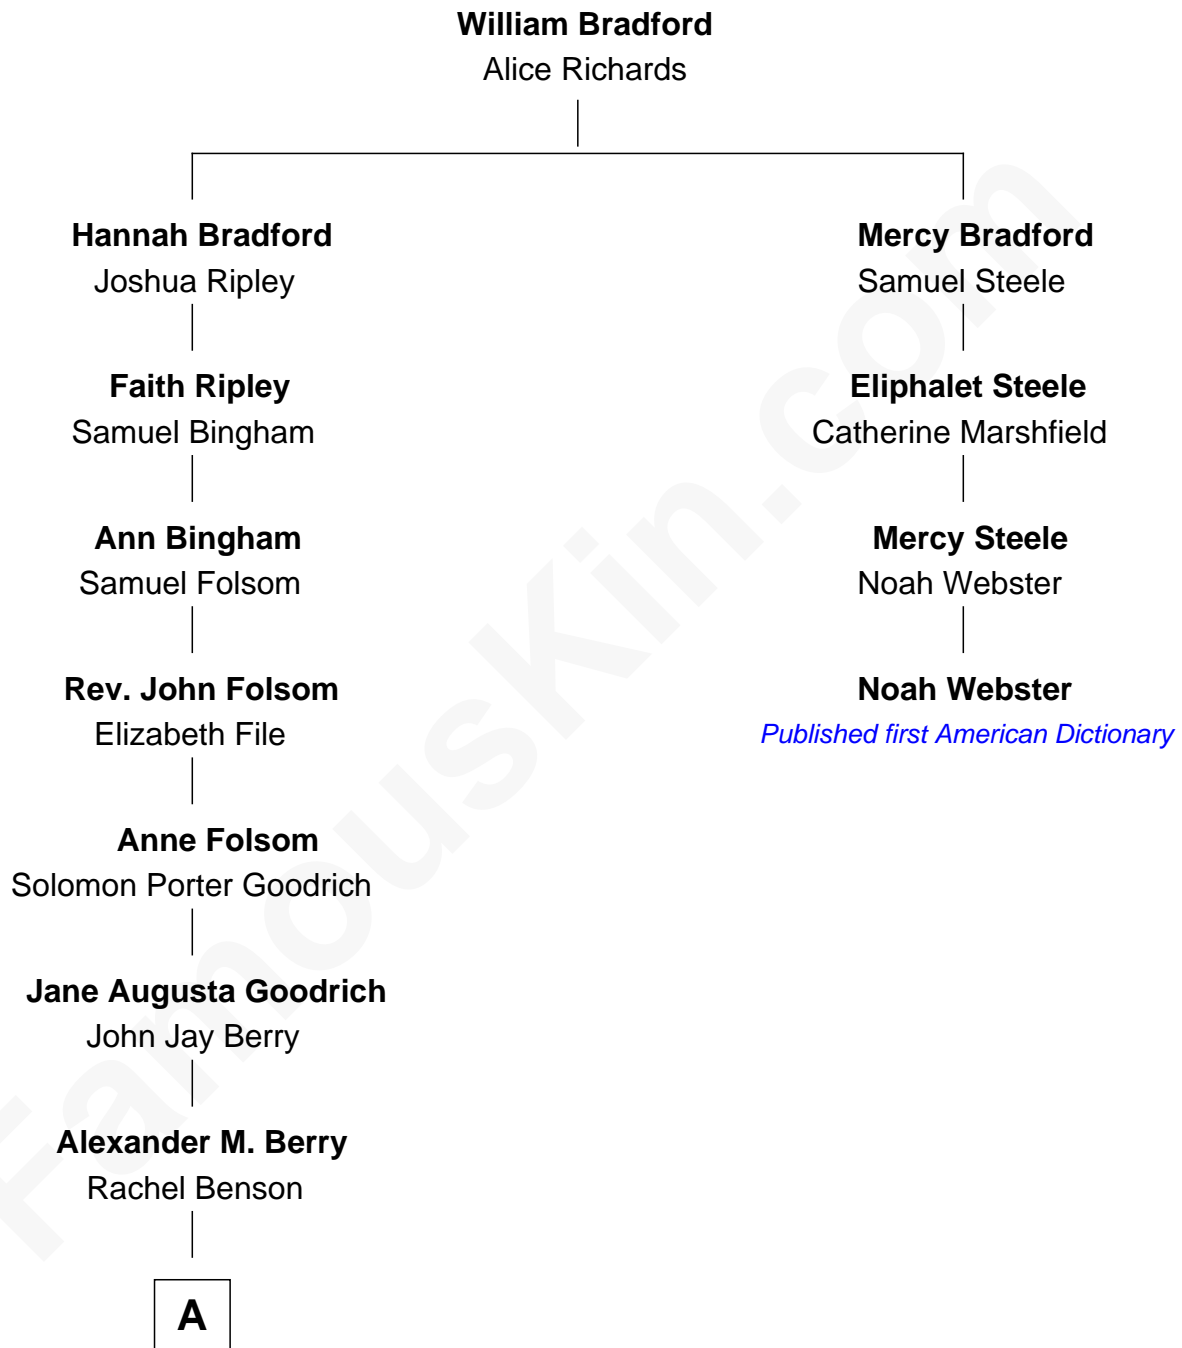 William Bradford
Alice Richards
Hannah Bradford
Joshua Ripley
Mercy Bradford
Samuel Steele
Faith Ripley
Samuel Bingham
Eliphalet Steele
Catherine Marshfield
Ann Bingham
Samuel Folsom
Mercy Steele
Noah Webster
Rev. John Folsom
Elizabeth File
Noah Webster
Published first American Dictionary
Anne Folsom
Solomon Porter Goodrich
Jane Augusta Goodrich
John Jay Berry
Alexander M. Berry
Rachel Benson
A
FamousKin.com